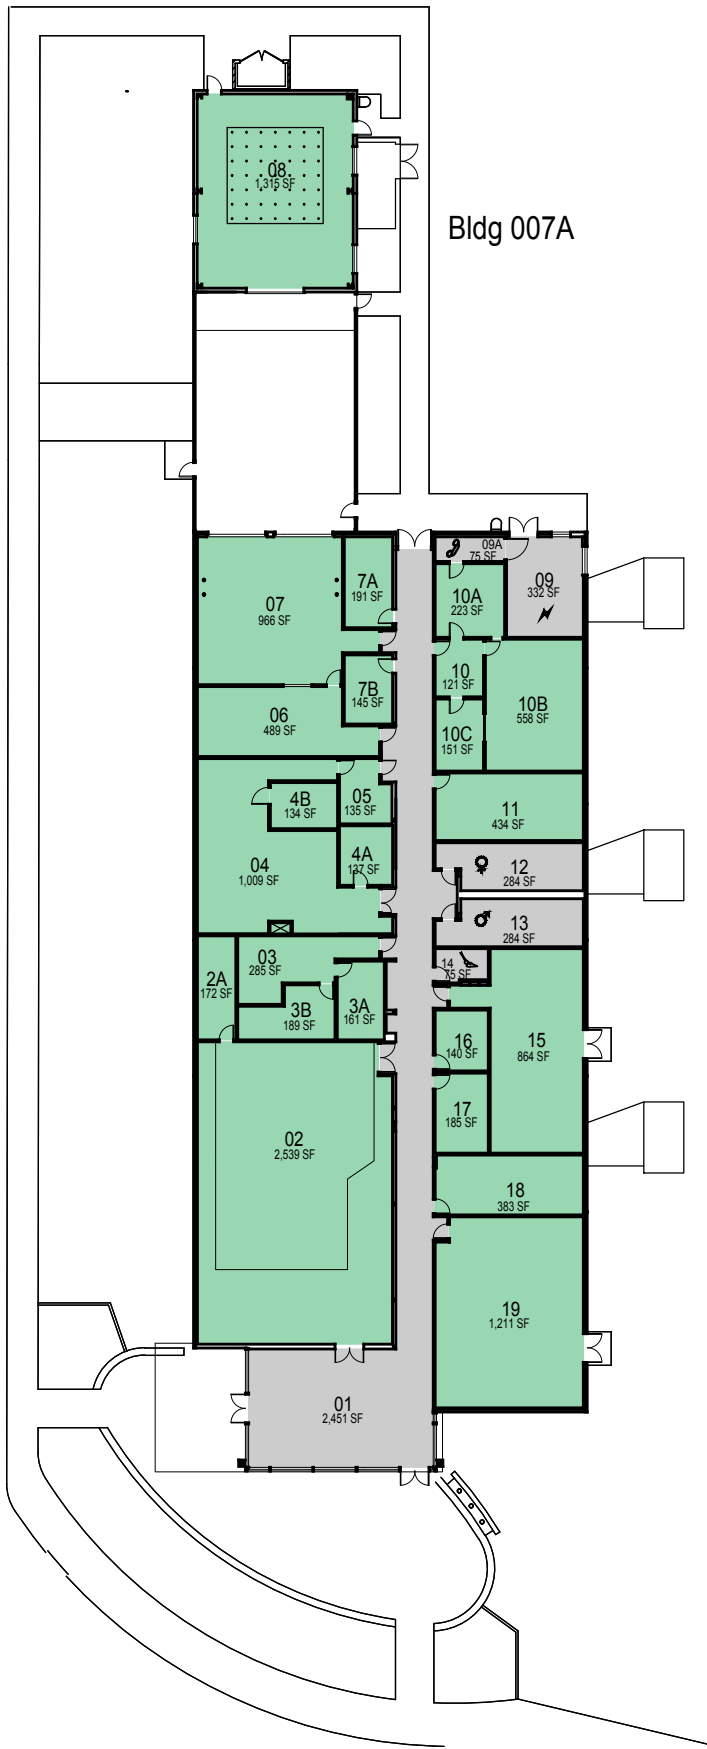 08
1,315 SF
Bldg 007A
09A
75 SF
7A
191 SF
07
966 SF
10A
223 SF
09
332 SF
10
121 SF
7B
145 SF
10B
558 SF
06
489 SF
10C
151 SF
05
135 SF
4B
134 SF
11
434 SF
4A
137 SF
04
1,009 SF
12
284 SF
13
284 SF
03
285 SF
14
75 SF
2A
172 SF
3A
161 SF
3B
189 SF
16
140 SF
15
864 SF
17
185 SF
02
2,539 SF
18
383 SF
19
1,211 SF
01
2,451 SF